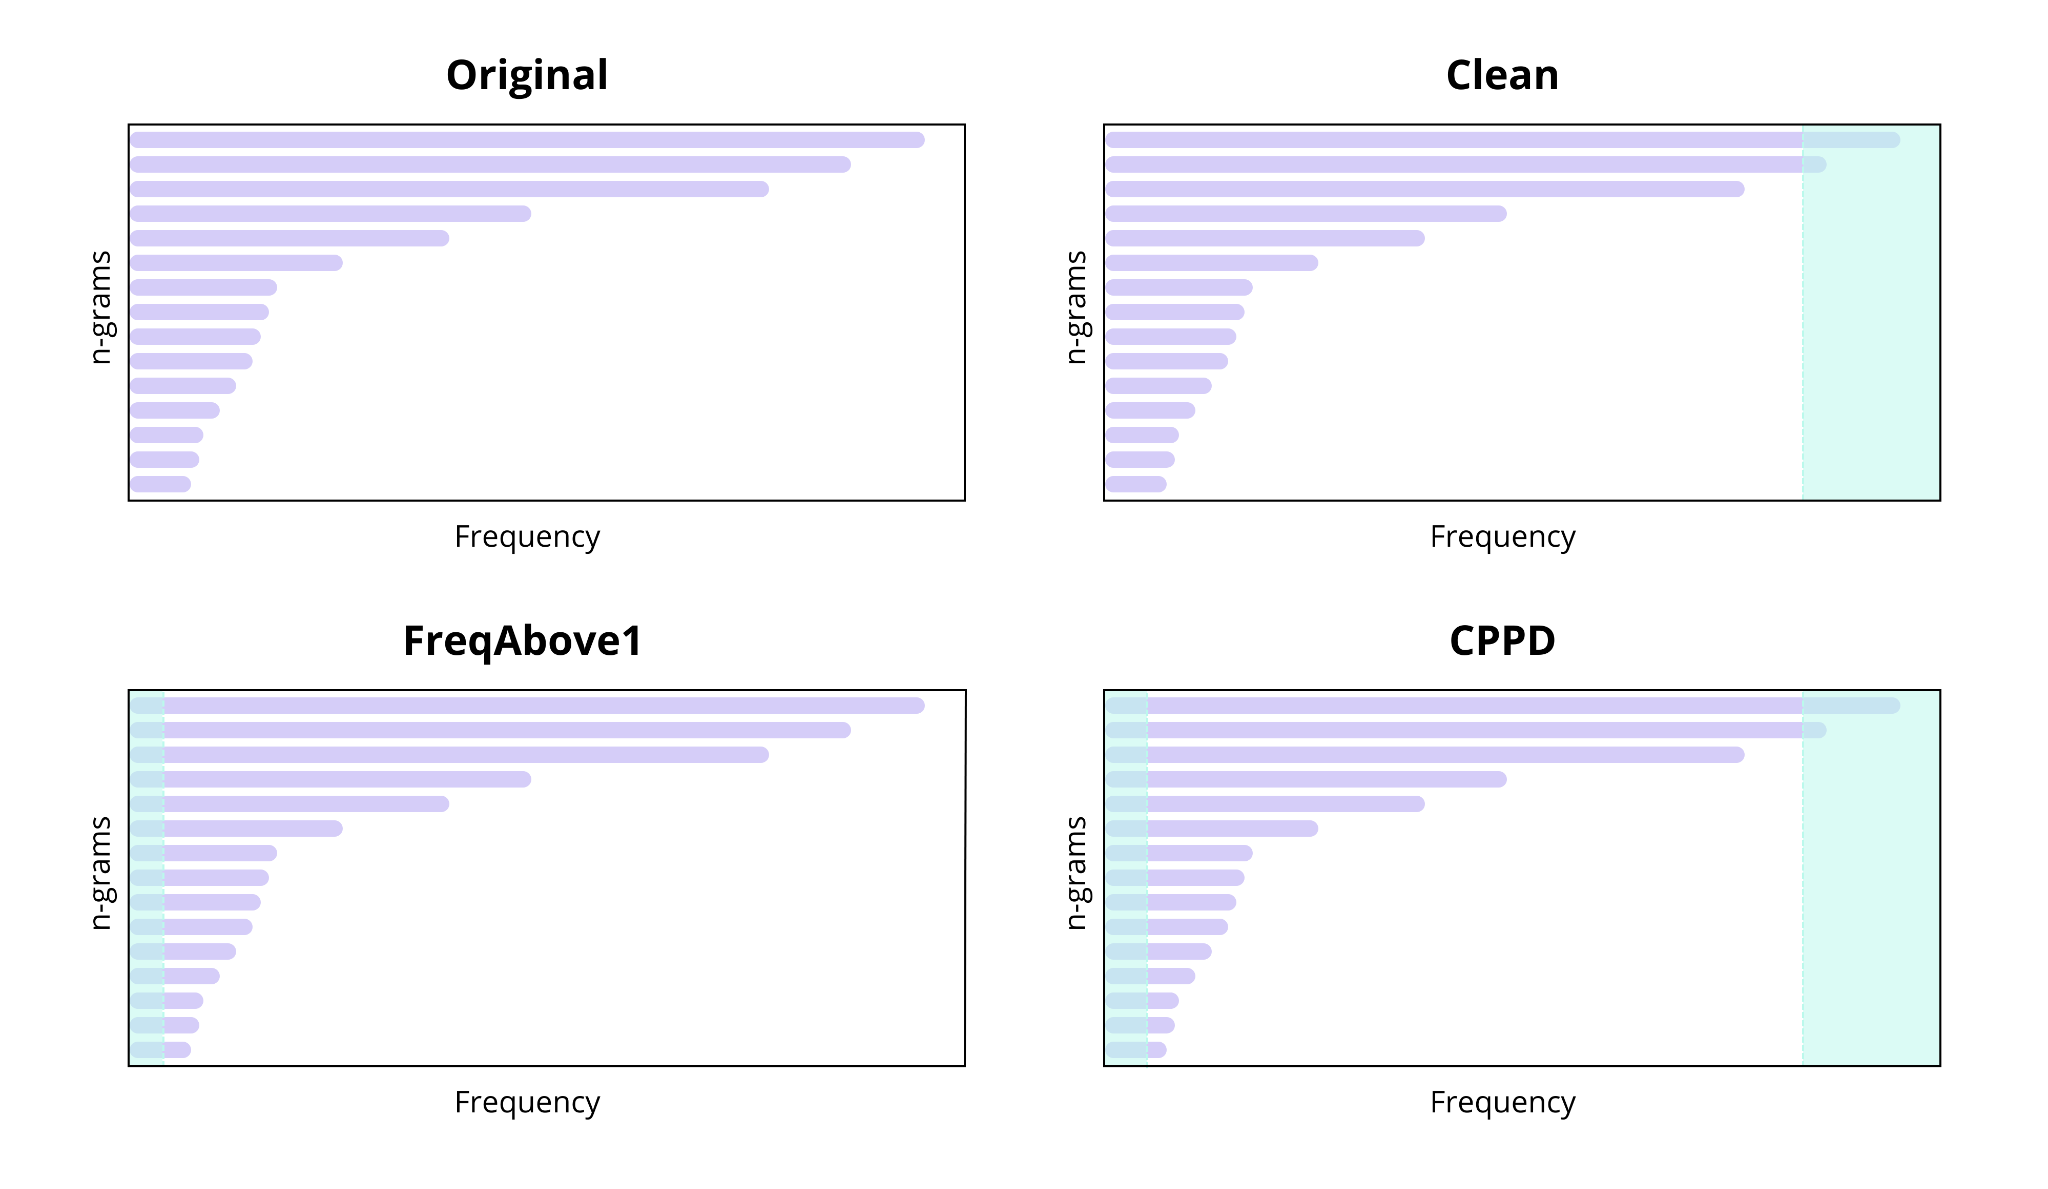 Original
n-grams
Frequency
Clean
n-grams
Frequency
FreqAbove1
n-grams
Frequency
CPPD
n-grams
Frequency